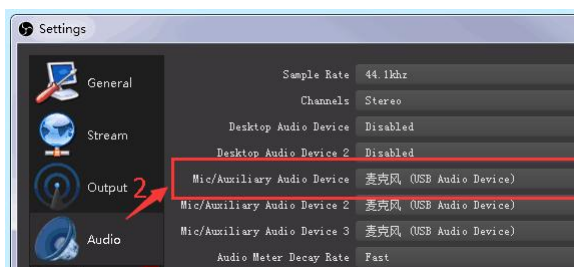 Settings
General
Sample Rate 44.1khz
Channels Stereo
Stream
Desktop Audio Device Disabled
Desktop Audio Device 2 Disabled
Output 2 Mic/Auxiliary Audio Device 麦克风 (USB Audio Device)
Mic/Auxiliary Audio Device 2 麦克风 (USB Audio Device)
Audio
Mic/Auxiliary Audio Device 3 麦克风 (USB Audio Device)
Audio Meter Decay Rate Fast